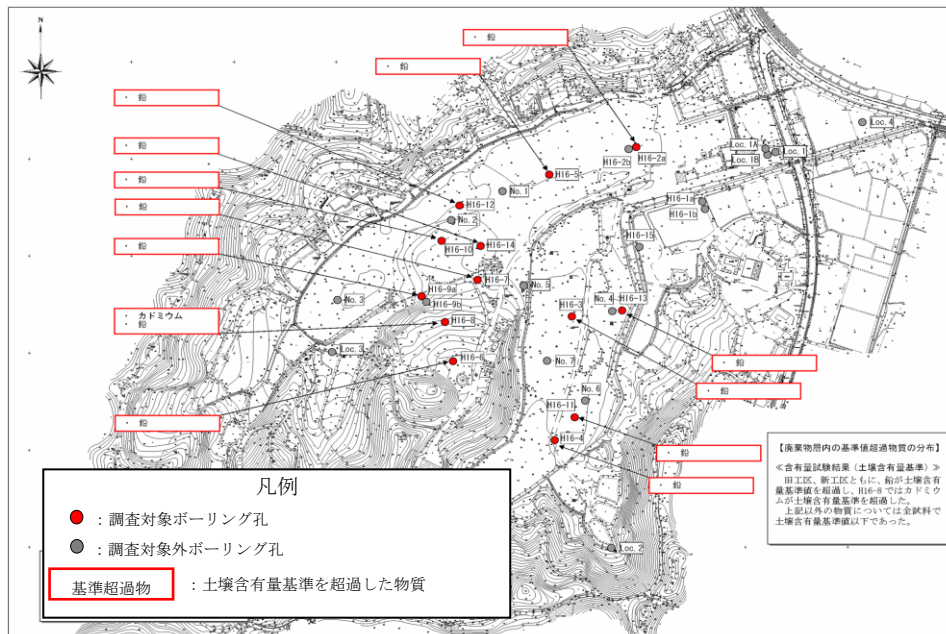 N
・ 鉛
・ 鉛
・ 鉛
・ 鉛
・ 鉛
・ 鉛
・ 鉛
・ カドミウム
・ 鉛
・ 鉛
・ 鉛
・ 鉛
・ 鉛
・ 鉛
Loc. 4
Loc. 1A
Loc. 1
Loc. 1B
H16-2b
H16-2a
H16-5
No. 1
H16-1a
H16-1b
H16-12
No. 2
H16-15
H16-10
H16-14
H16-7
No. 5
H16-9a
H16-9b
No. 3
H16-3
No. 4
H16-13
H16-8
Loc. 3
H16-6
No. 7
No. 6
H16-11
H16-4
Loc. 2
【廃棄物層内の基準値超過物質の分布】
≪含有量試験結果（土壌含有量基準）≫
旧工区、新工区ともに、鉛が土壌含有
量基準値を超過し、H16-8ではカドミウ
ムが土壌含有量基準を超過した。
上記以外の物質については全試料で
土壌含有量基準値以下であった。
凡例
：調査対象ボーリング孔
：調査対象外ボーリング孔
基準超過物
：土壌含有量基準を超過した物質